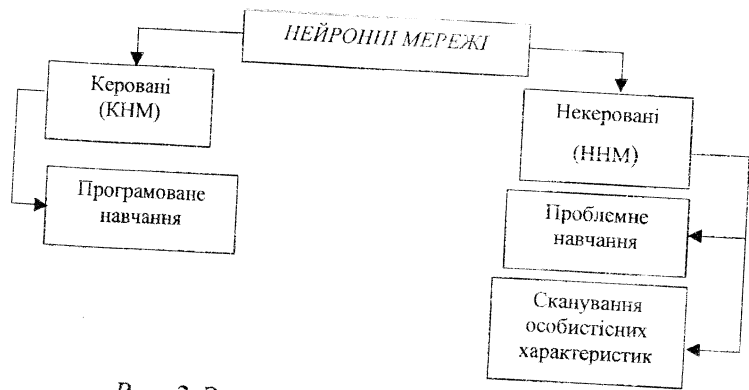 НЕЙРОННІ МЕРЕЖІ
Керовані
(КНМ)
Програмоване
навчання
Некеровані
(ННМ)
Проблемне
навчання
Сканування
особистісних
характеристик